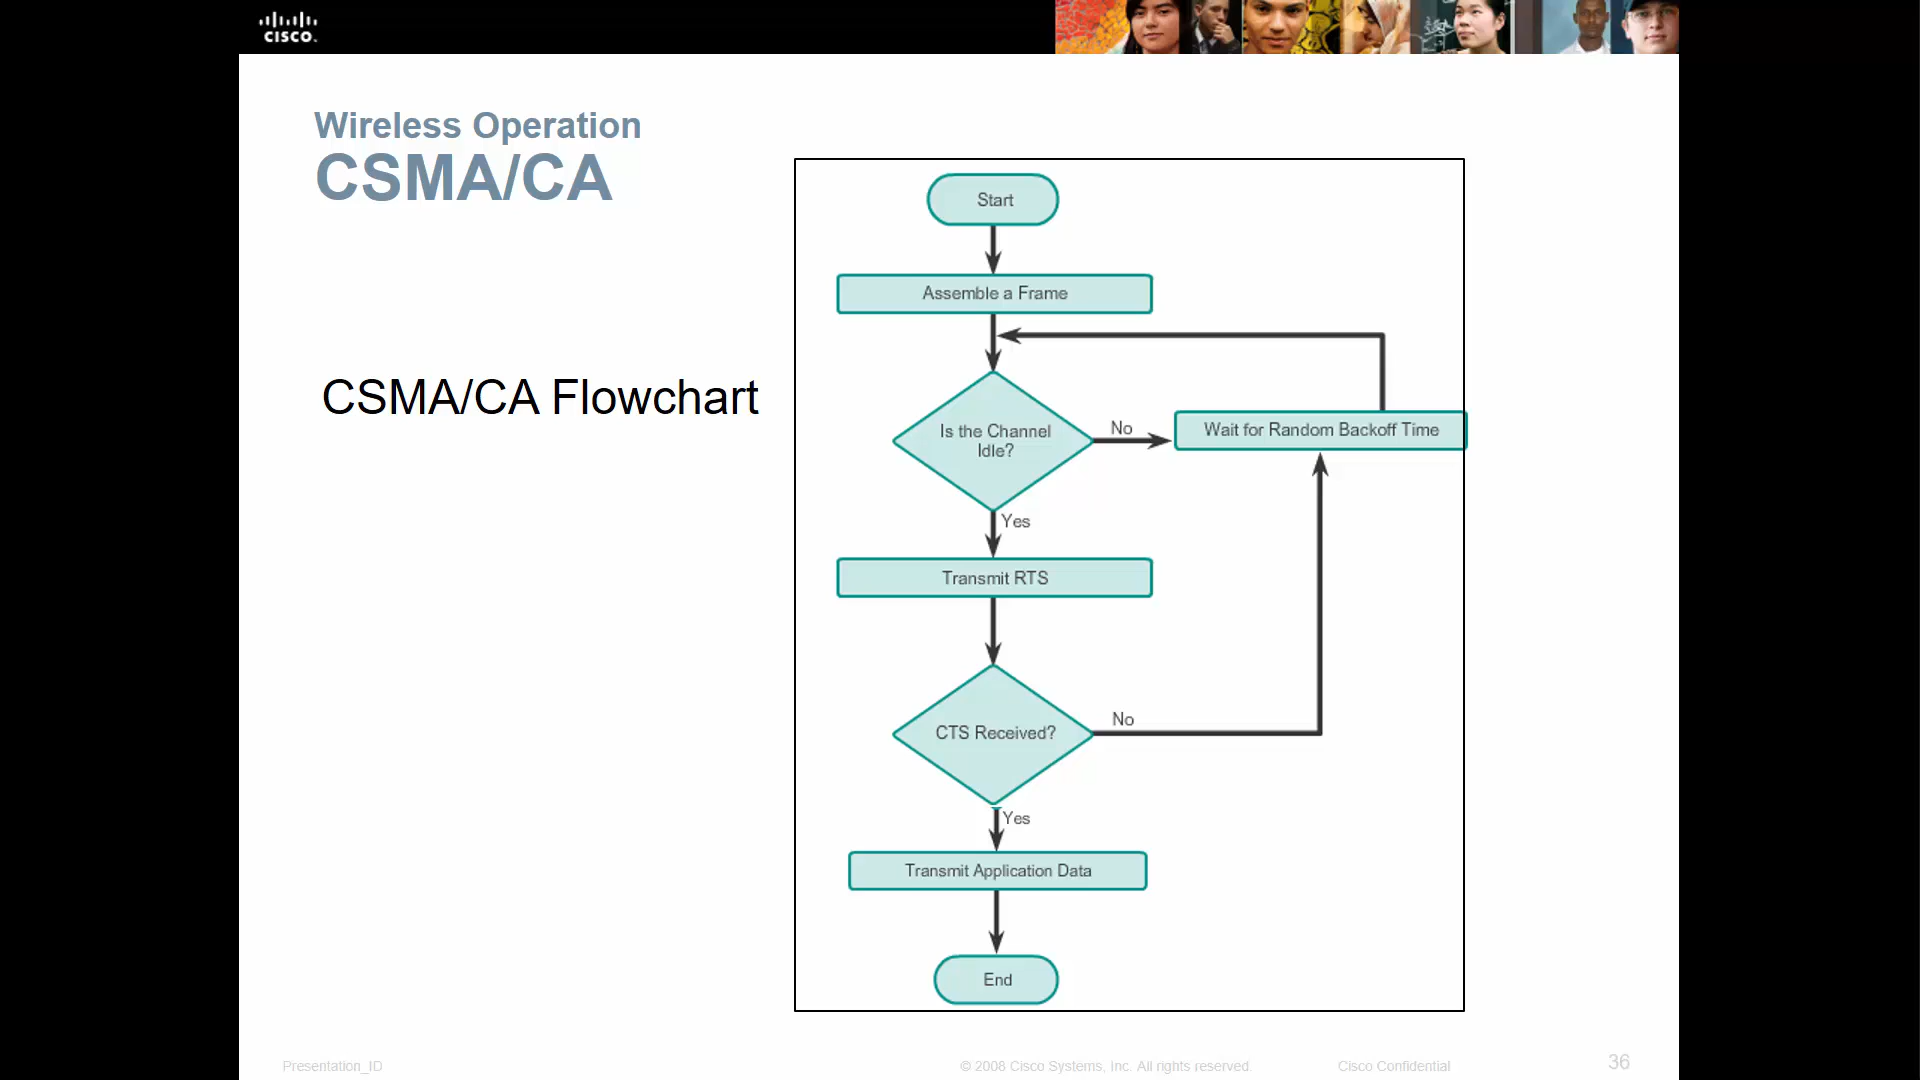 CISCO.
Wireless Operation
CSMA/CA
CSMA/CA Flowchart
Start
Assemble a Frame
Is the Channel
Idle?
No
Wait for Random Backoff Time
Yes
Transmit RTS
CTS Received?
No
Yes
Transmit Application Data
End
Presentation_ID
© 2008 Cisco Systems, Inc. All rights reserved.
Cisco Confidential
36